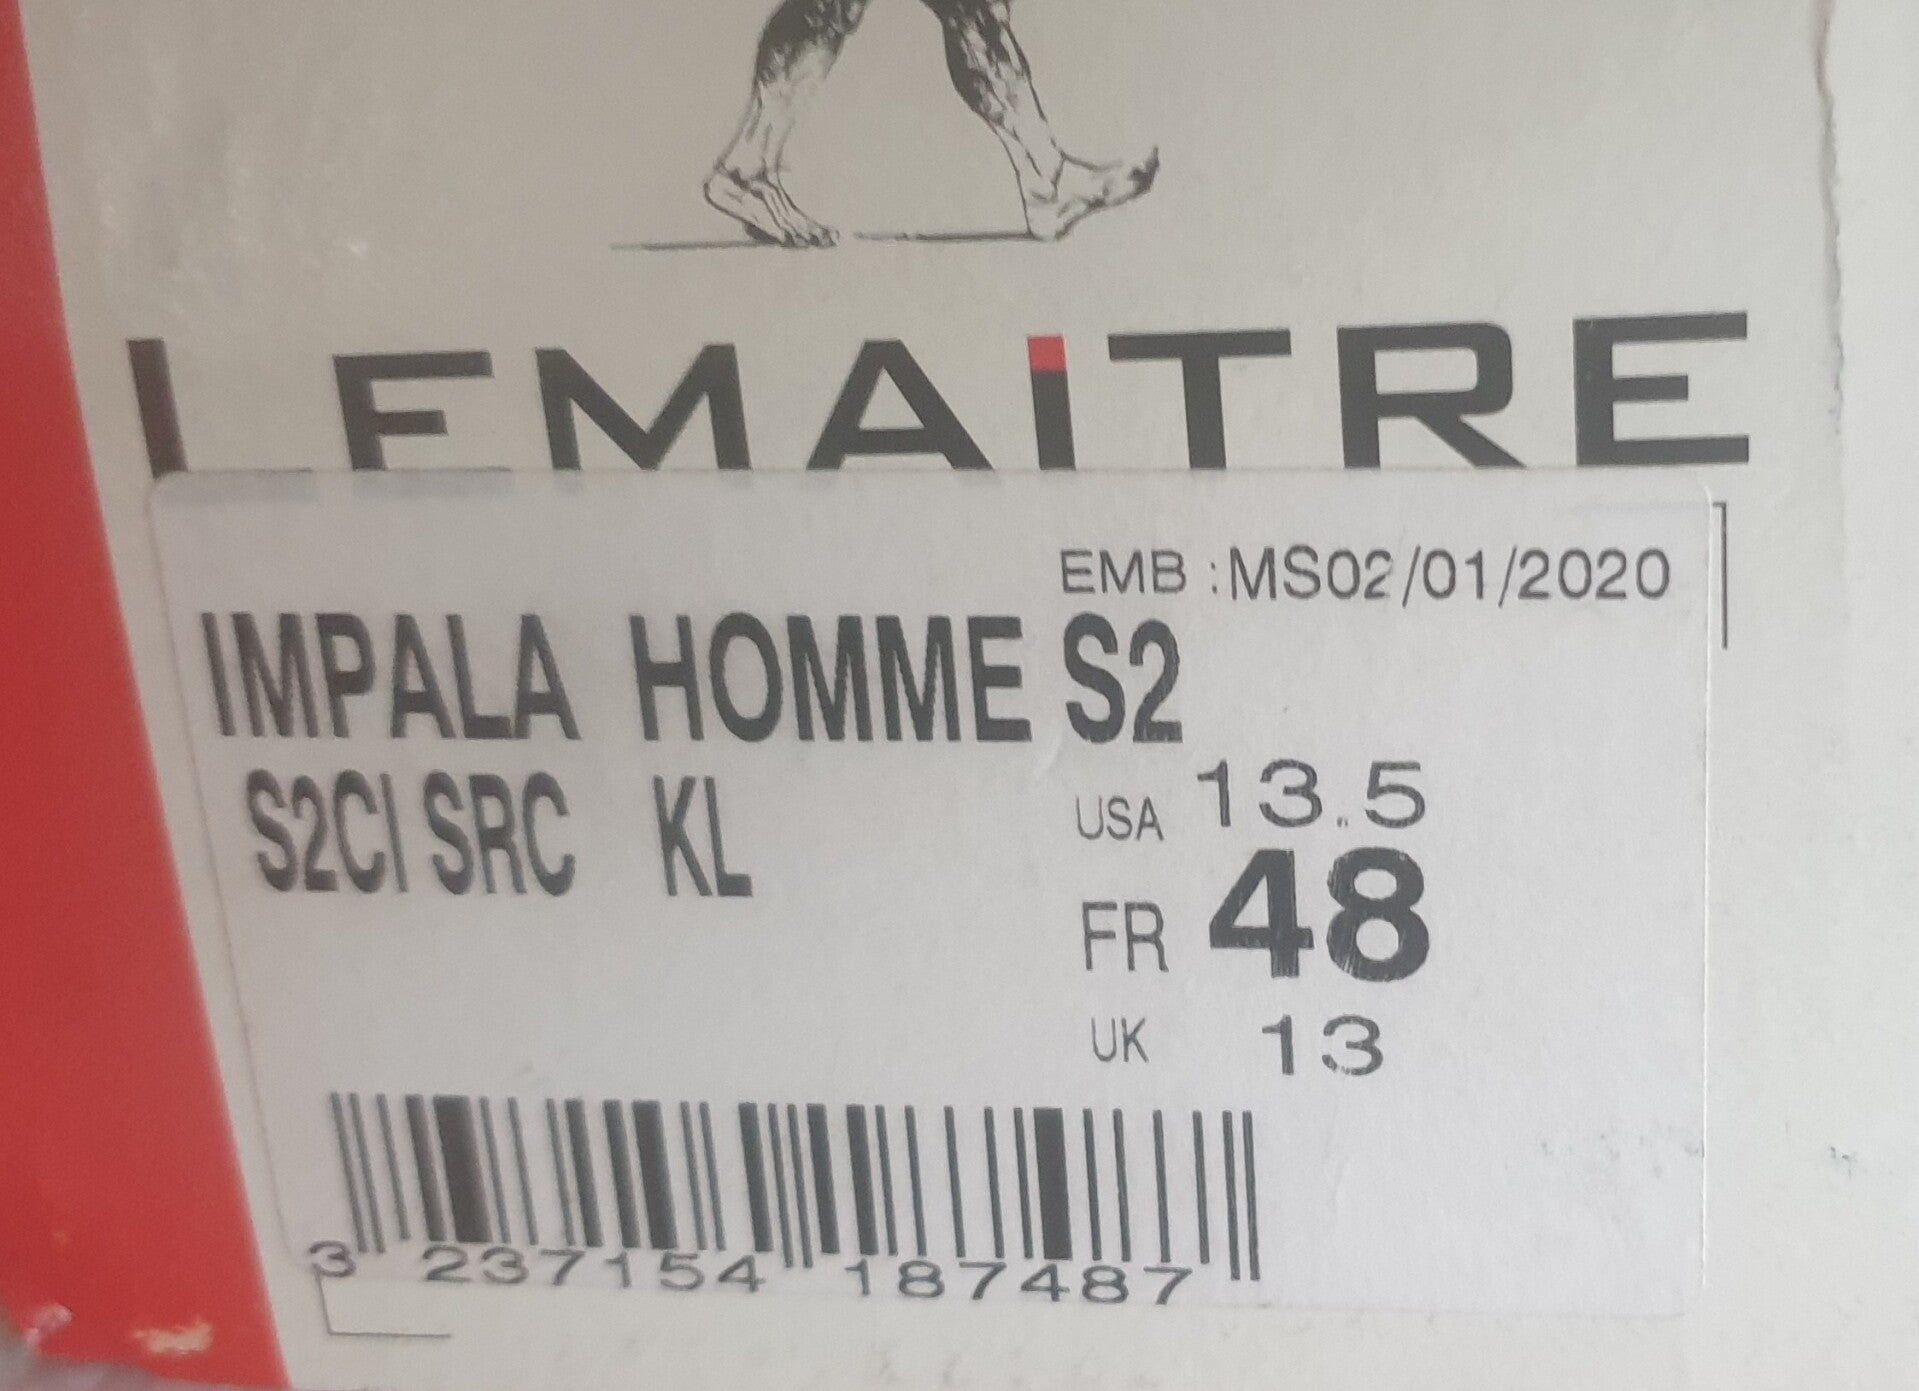 LEMAiTRE
EMB : MS02/01/2020
IMPALA HOMME S2
S2CI SRC KL
USA 13.5
FR 48
UK 13
3 237154 187487